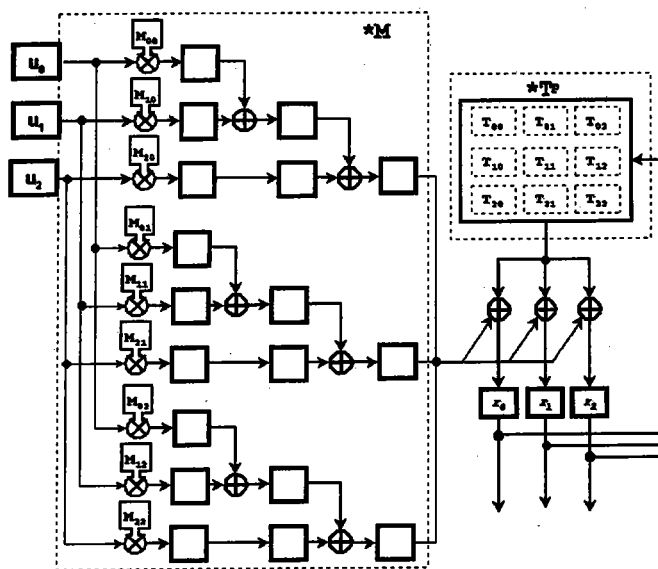 *M
M₀₀
u₀
*Tᵖ
M₁₀
u₁
T₀₀ T₀₁ T₀₂
M₂₀
T₁₀ T₁₁ T₁₂
u₂
T₂₀ T₂₁ T₂₂
M₀₁
M₁₁
M₂₁
x₀ x₁ x₂
M₀₂
M₁₂
M₂₂